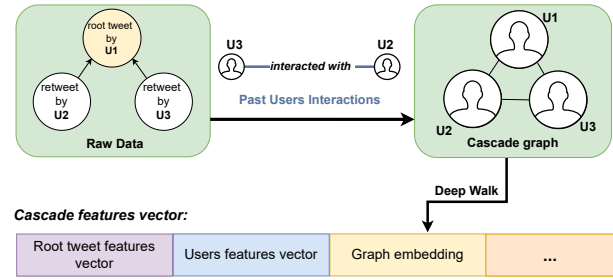 root tweet
by
U1
retweet
by
U2
retweet
by
U3
Raw Data
U3
interacted with
U2
Past Users Interactions
U1
U2
U3
Cascade graph
Deep Walk
Cascade features vector:
Root tweet features
vector
Users features vector
Graph embedding
...